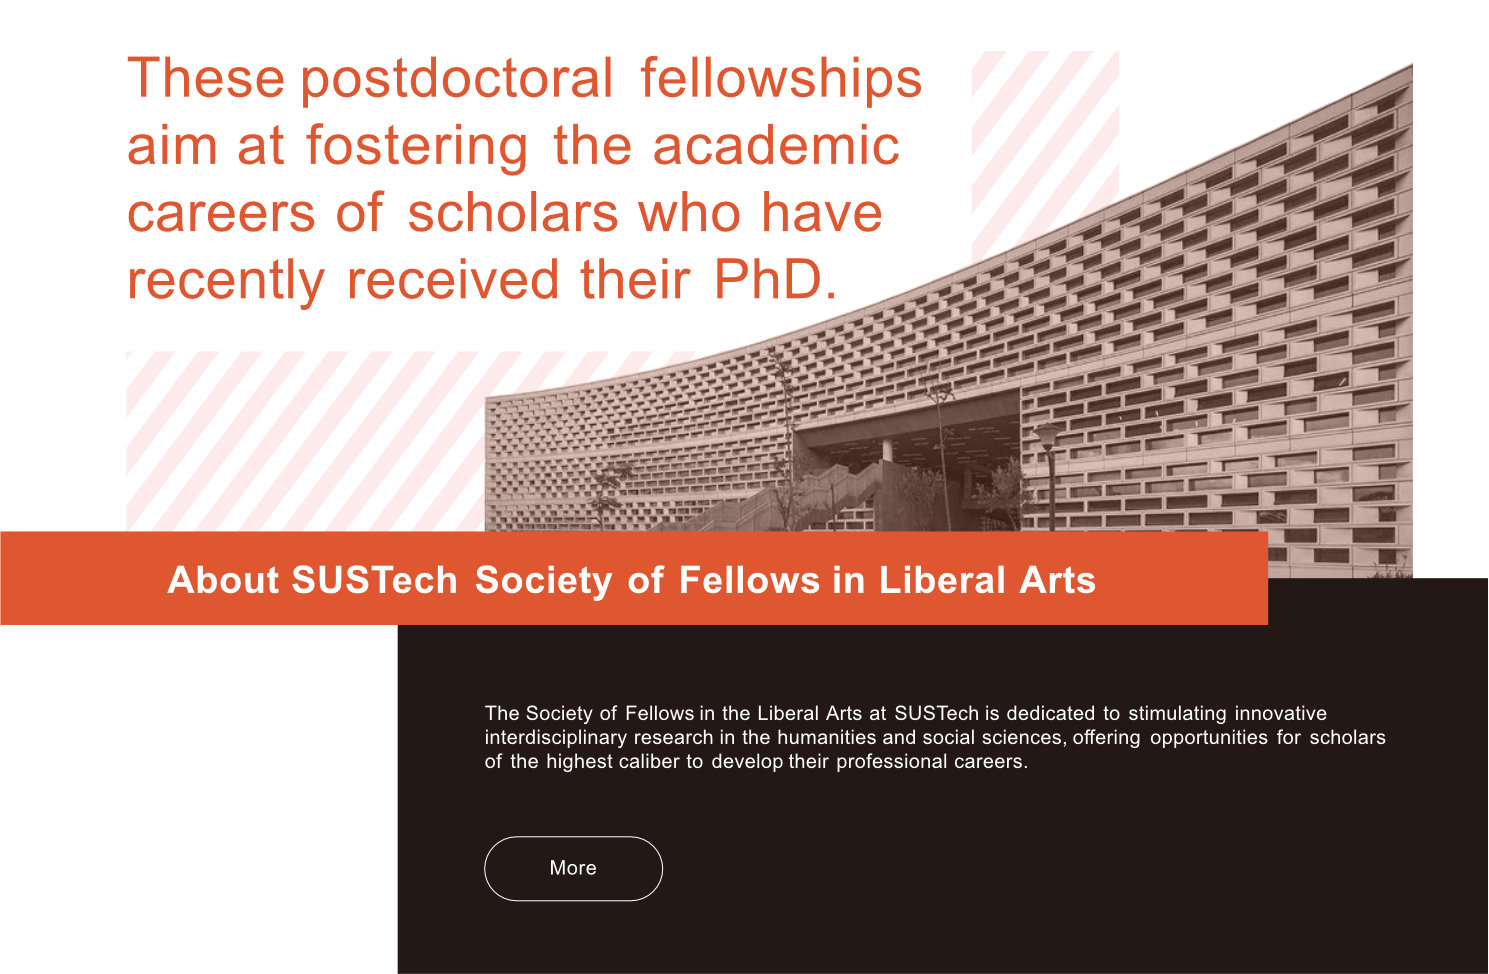 These postdoctoral fellowships
aim at fostering the academic
careers of scholars who have
recently received their PhD.
About SUSTech Society of Fellows in Liberal Arts
The Society of Fellows in the Liberal Arts at SUSTech is dedicated to stimulating innovative
interdisciplinary research in the humanities and social sciences, offering opportunities for scholars
of the highest caliber to develop their professional careers.
More